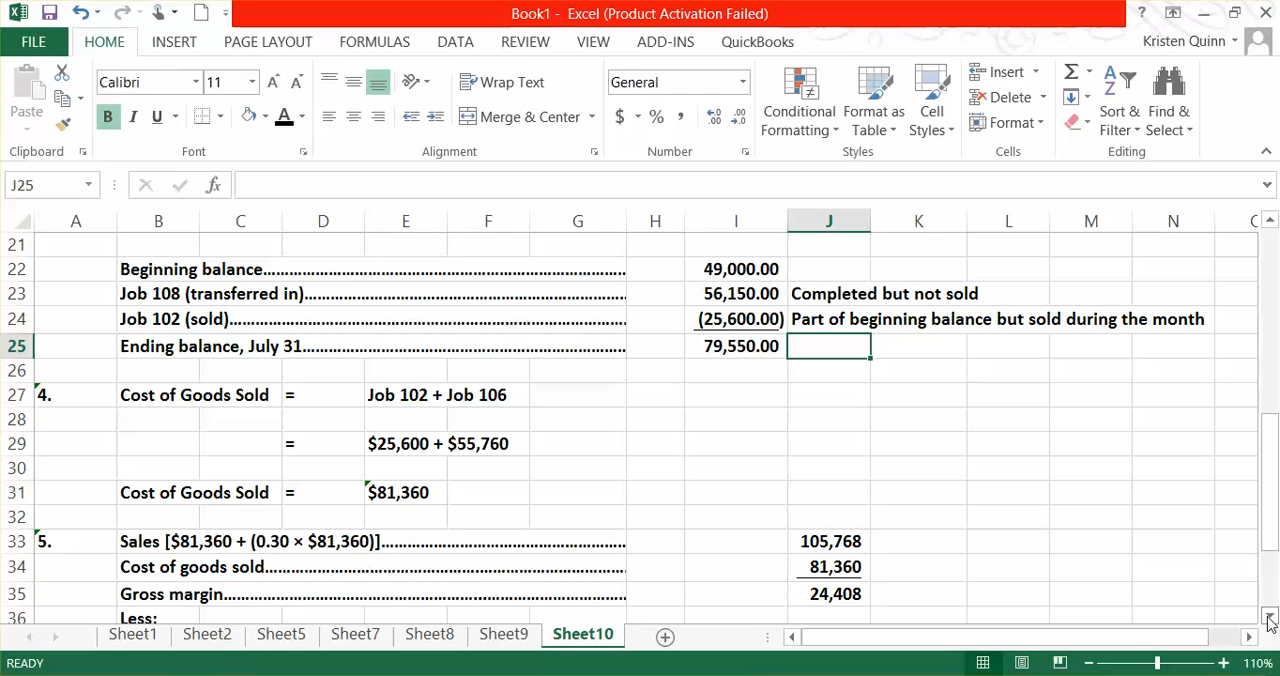 Book1 - Excel (Product Activation Failed)
FILE HOME INSERT PAGE LAYOUT FORMULAS DATA REVIEW VIEW ADD-INS QuickBooks Kristen Quinn
Paste
Calibri 11
Wrap Text
General
Merge & Center
Conditional Formatting
Format as Table
Cell Styles
Insert
Delete
Format
Sort & Filter
Find & Select
Clipboard Font Alignment Number Styles Cells Editing
J25
A B C D E F G H I J K L M N
21
22 Beginning balance................................................................................ 49,000.00
23 Job 108 (transferred in)................................................................................ 56,150.00 Completed but not sold
24 Job 102 (sold)................................................................................ (25,600.00) Part of beginning balance but sold during the month
25 Ending balance, July 31................................................................................ 79,550.00
26
27 4. Cost of Goods Sold = Job 102 + Job 106
28
29 = $25,600 + $55,760
30
31 Cost of Goods Sold = $81,360
32
33 5. Sales [$81,360 + (0.30 × $81,360)]................................................................................ 105,768
34 Cost of goods sold................................................................................ 81,360
35 Gross margin................................................................................ 24,408
36 Less:
Sheet1 Sheet2 Sheet5 Sheet7 Sheet8 Sheet9 Sheet10
READY 110%